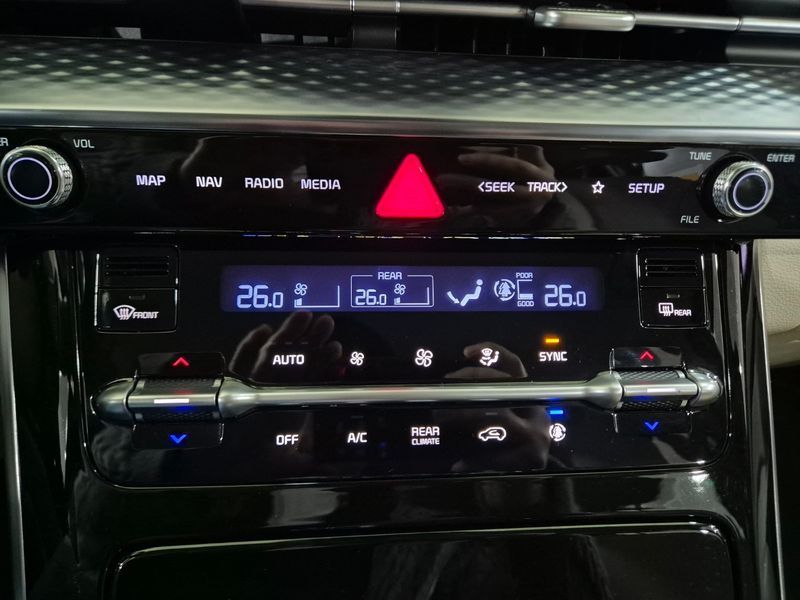 VOL
MAP NAV RADIO MEDIA <SEEK TRACK> SETUP
TUNE ENTER
FILE
FRONT
26.0
REAR
26.0
POOR
GOOD
26.0
REAR
AUTO SYNC
OFF A/C REAR
CLIMATE